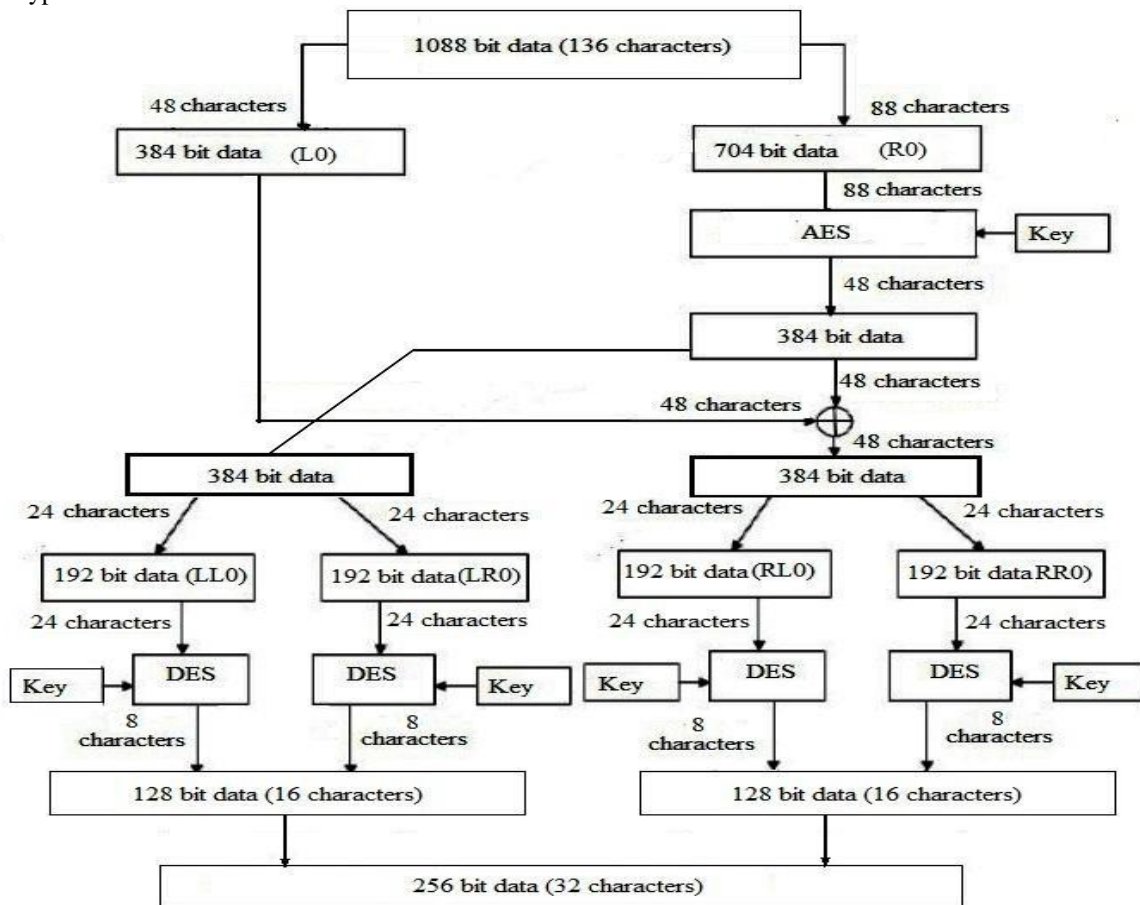 yp
1088 bit data (136 characters)
48 characters
88 characters
384 bit data (L0)
704 bit data (R0)
88 characters
AES
Key
48 characters
384 bit data
48 characters
48 characters
48 characters
384 bit data
384 bit data
24 characters
24 characters
24 characters
24 characters
192 bit data (LL0)
192 bit data (LR0)
192 bit data (RL0)
192 bit data RR0)
24 characters
24 characters
24 characters
24 characters
Key
DES
DES
Key
Key
DES
DES
Key
8
characters
8
characters
8
characters
8
characters
128 bit data (16 characters)
128 bit data (16 characters)
256 bit data (32 characters)